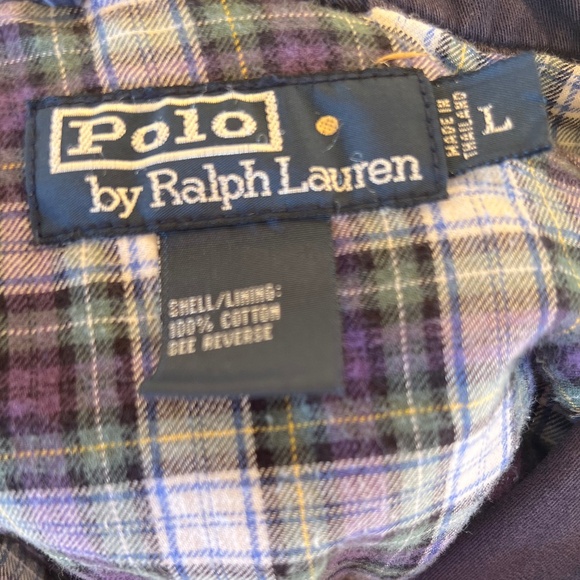 Polo
by Ralph Lauren
MADE IN
THAILAND
L
SHELL/LINING:
100% COTTON
SEE REVERSE